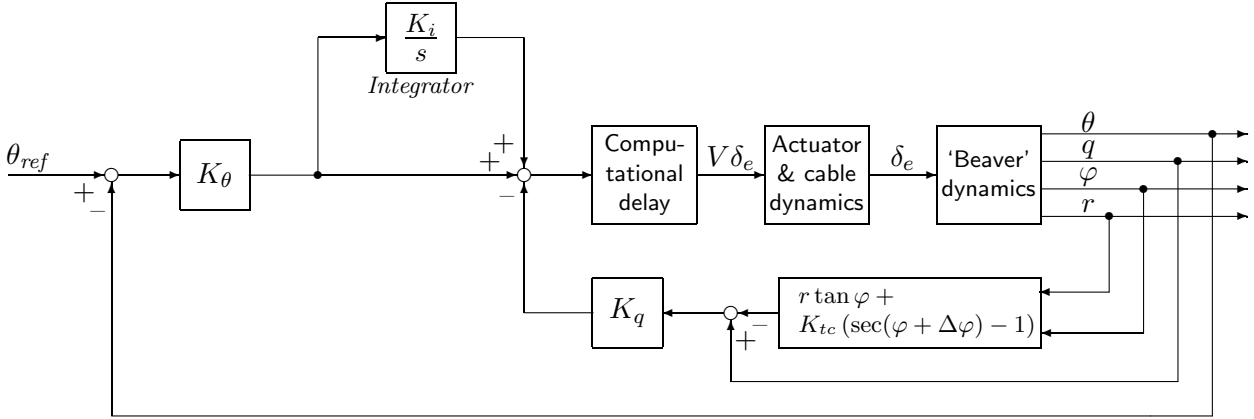 K_i
s
Integrator
θ_ref
+
−
K_θ
+
+
−
Compu-
tational
delay
Vδ_e
Actuator
& cable
dynamics
δ_e
‘Beaver’
dynamics
θ
q
φ
r
K_q
−
+
r tan φ +
K_tc (sec(φ + Δφ) − 1)